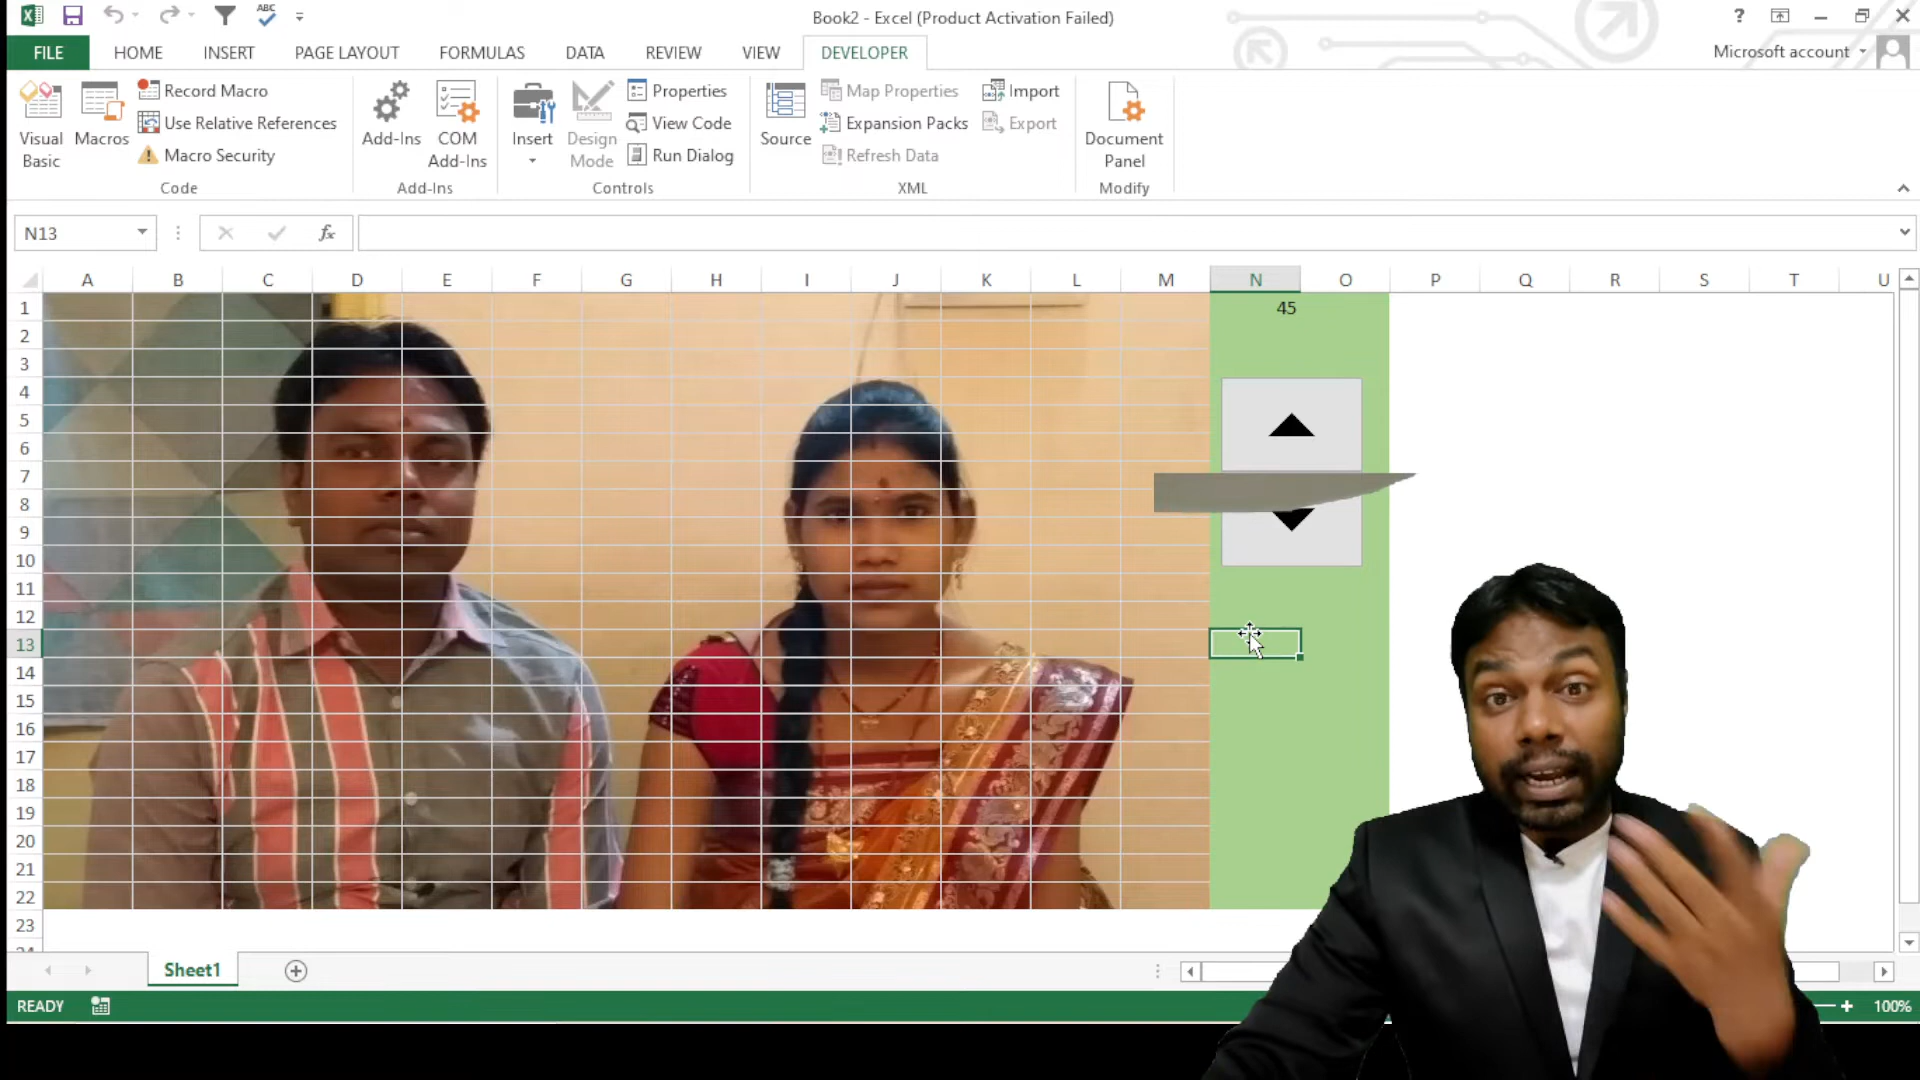 ABC
Book2 - Excel (Product Activation Failed)
?
FILE HOME INSERT PAGE LAYOUT FORMULAS DATA REVIEW VIEW DEVELOPER Microsoft account
Visual Basic
Macros
Record Macro
Use Relative References
Macro Security
Code
Add-Ins
COM Add-Ins
Add-Ins
Insert
Design Mode
Properties
View Code
Run Dialog
Controls
Source
Map Properties
Expansion Packs
Refresh Data
Import
Export
XML
Document Panel
Modify
N13 fx
A B C D E F G H I J K L M N O P Q R S T U
1 45
2
3
4
5
6
7
8
9
10
11
12
13
14
15
16
17
18
19
20
21
22
23
Sheet1
READY 100%